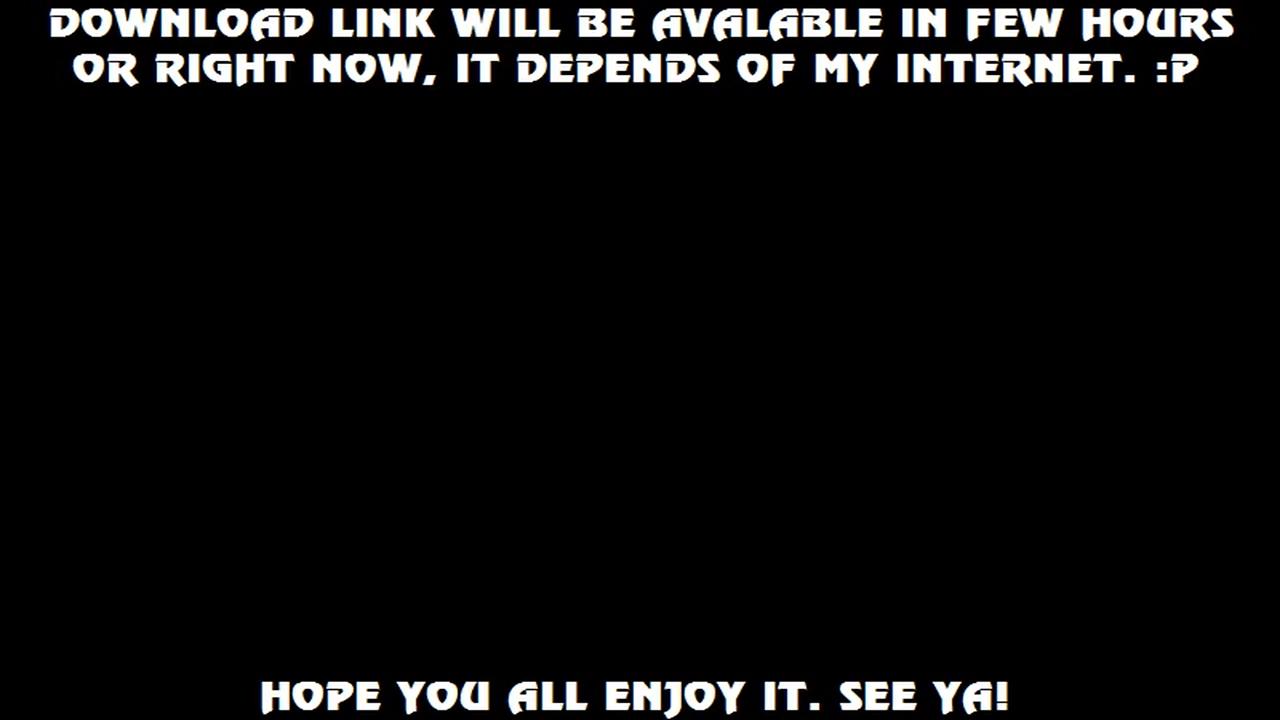 DOWNLOAD LINK WILL BE AVALABLE IN FEW HOURS
OR RIGHT NOW, IT DEPENDS OF MY INTERNET. :P
HOPE YOU ALL ENJOY IT. SEE YA!